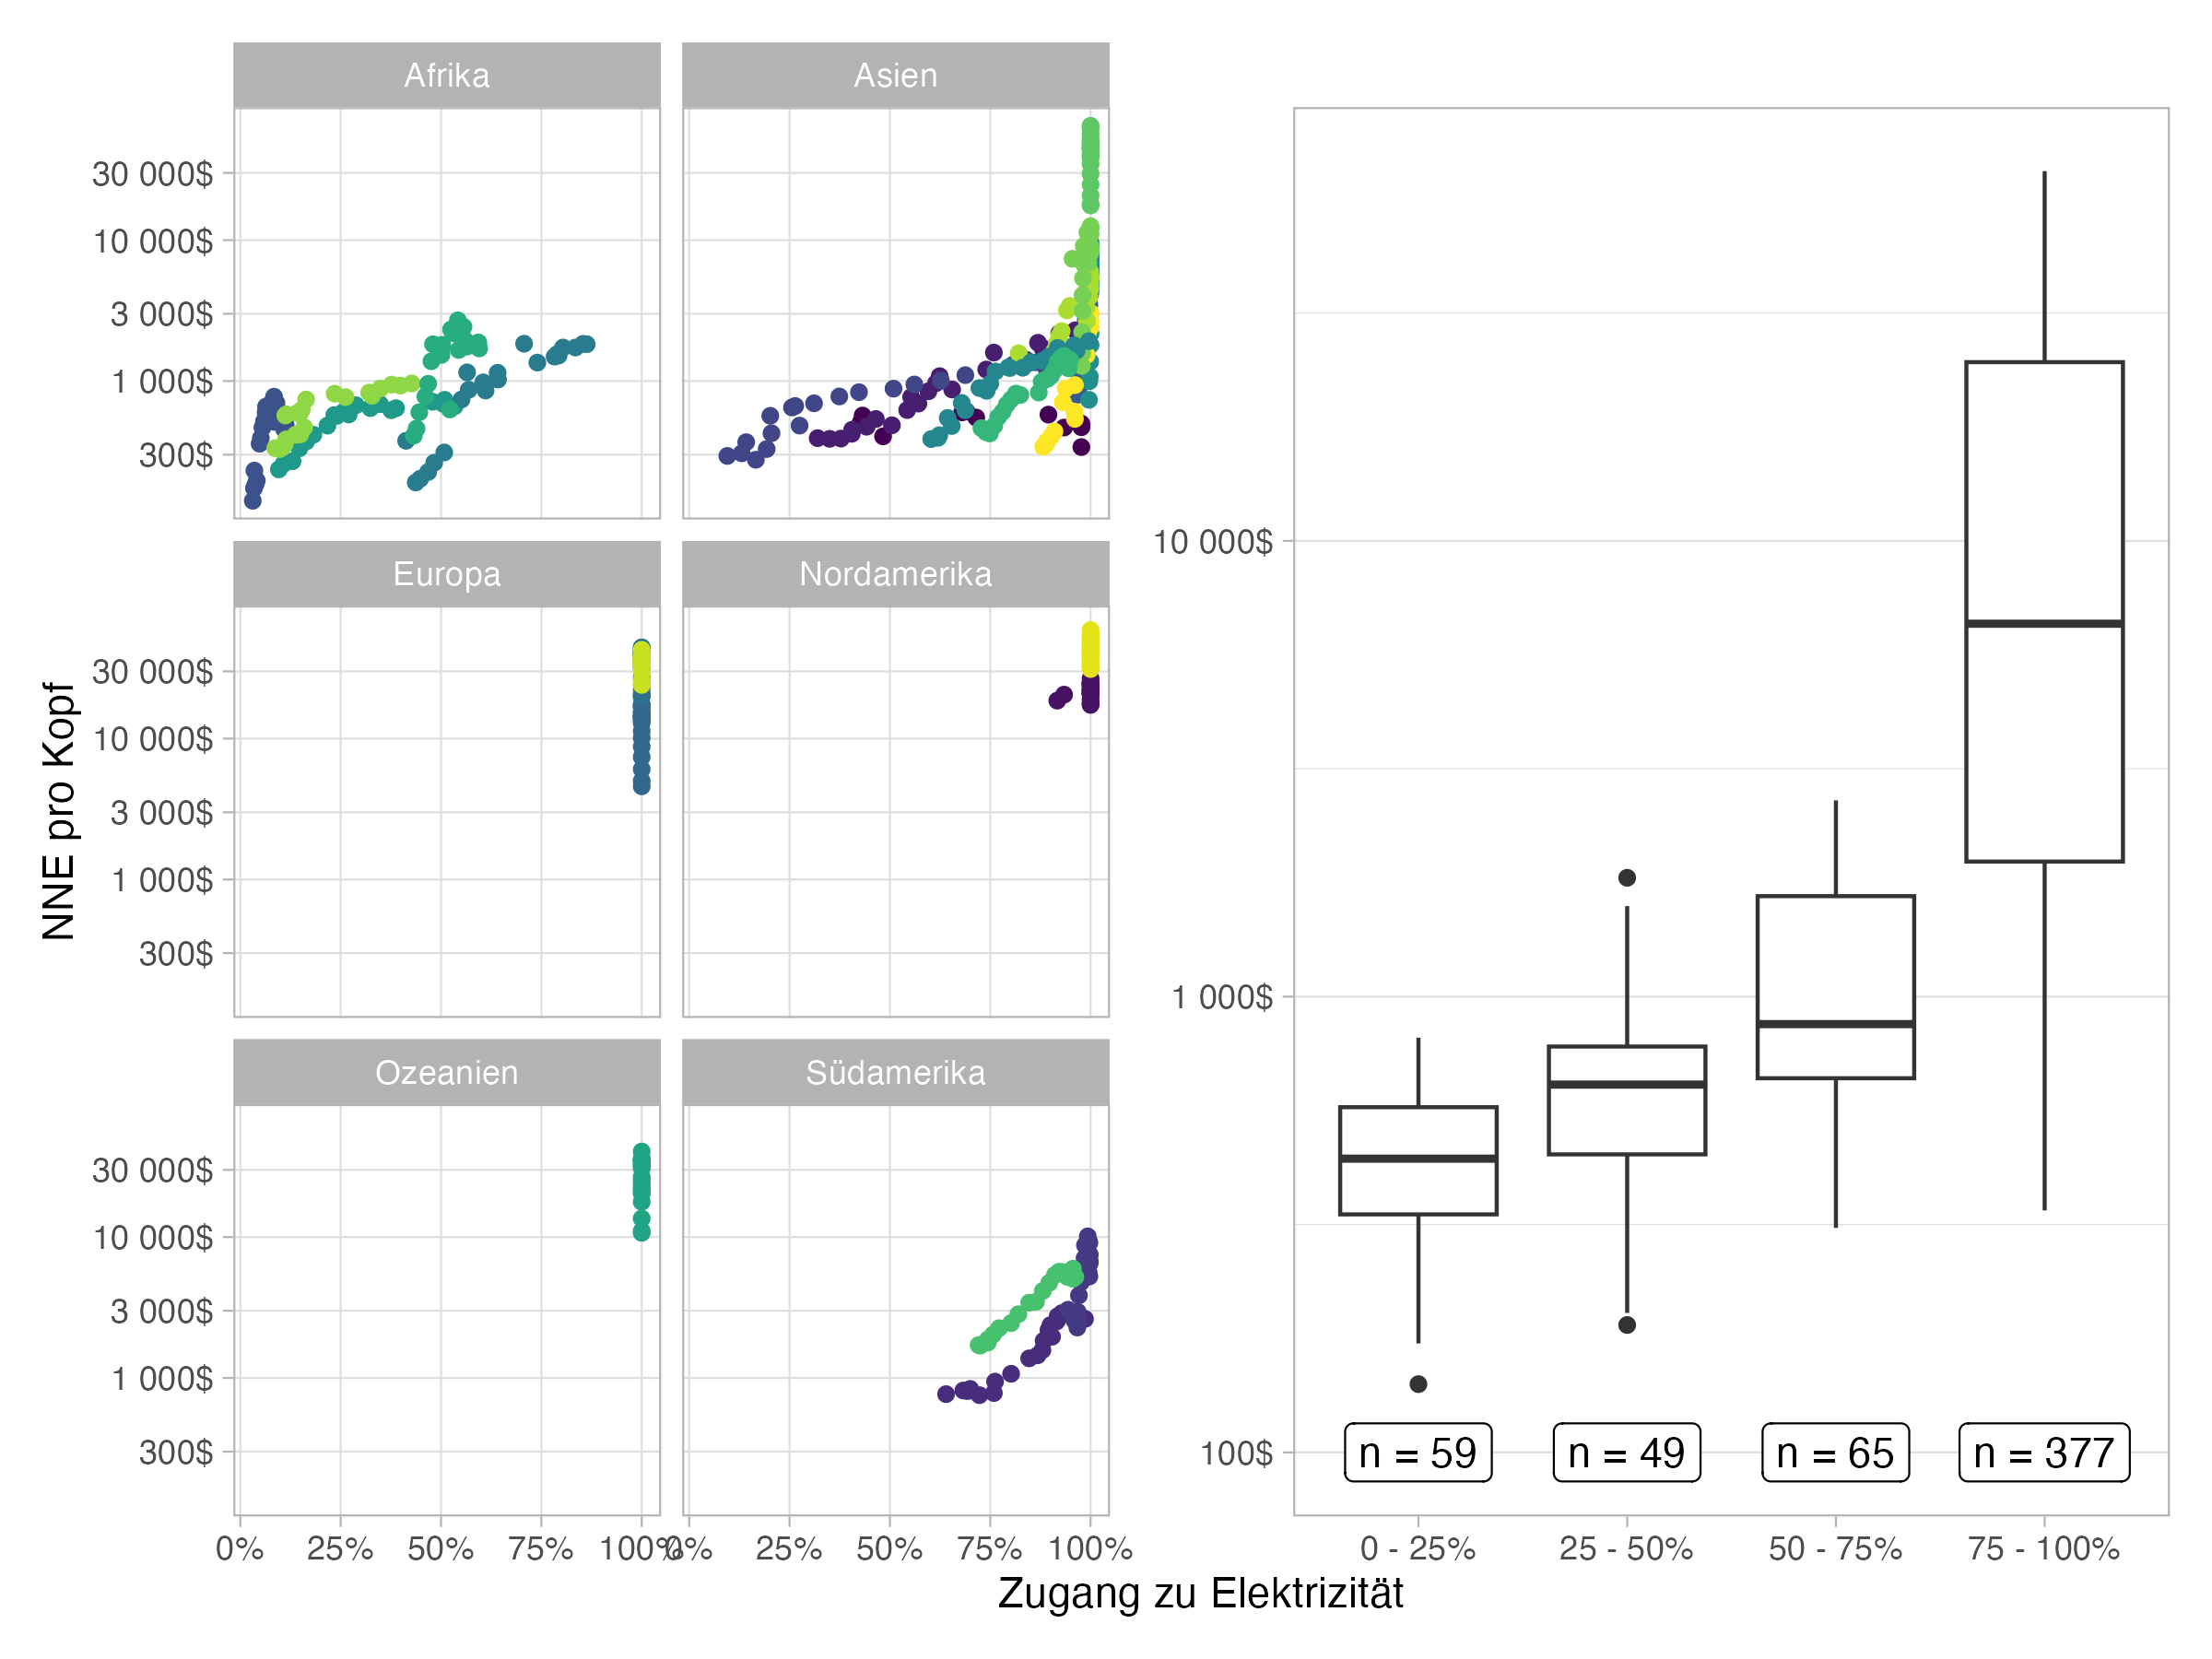 Afrika
Asien
30 000$
10 000$
3 000$
1 000$
300$
Europa
Nordamerika
30 000$
10 000$
3 000$
1 000$
300$
Ozeanien
Südamerika
30 000$
10 000$
3 000$
1 000$
300$
0% 25% 50% 75% 100%
0% 25% 50% 75% 100%
NNE pro Kopf
10 000$
1 000$
100$
n = 59
n = 49
n = 65
n = 377
0 - 25%
25 - 50%
50 - 75%
75 - 100%
Zugang zu Elektrizität